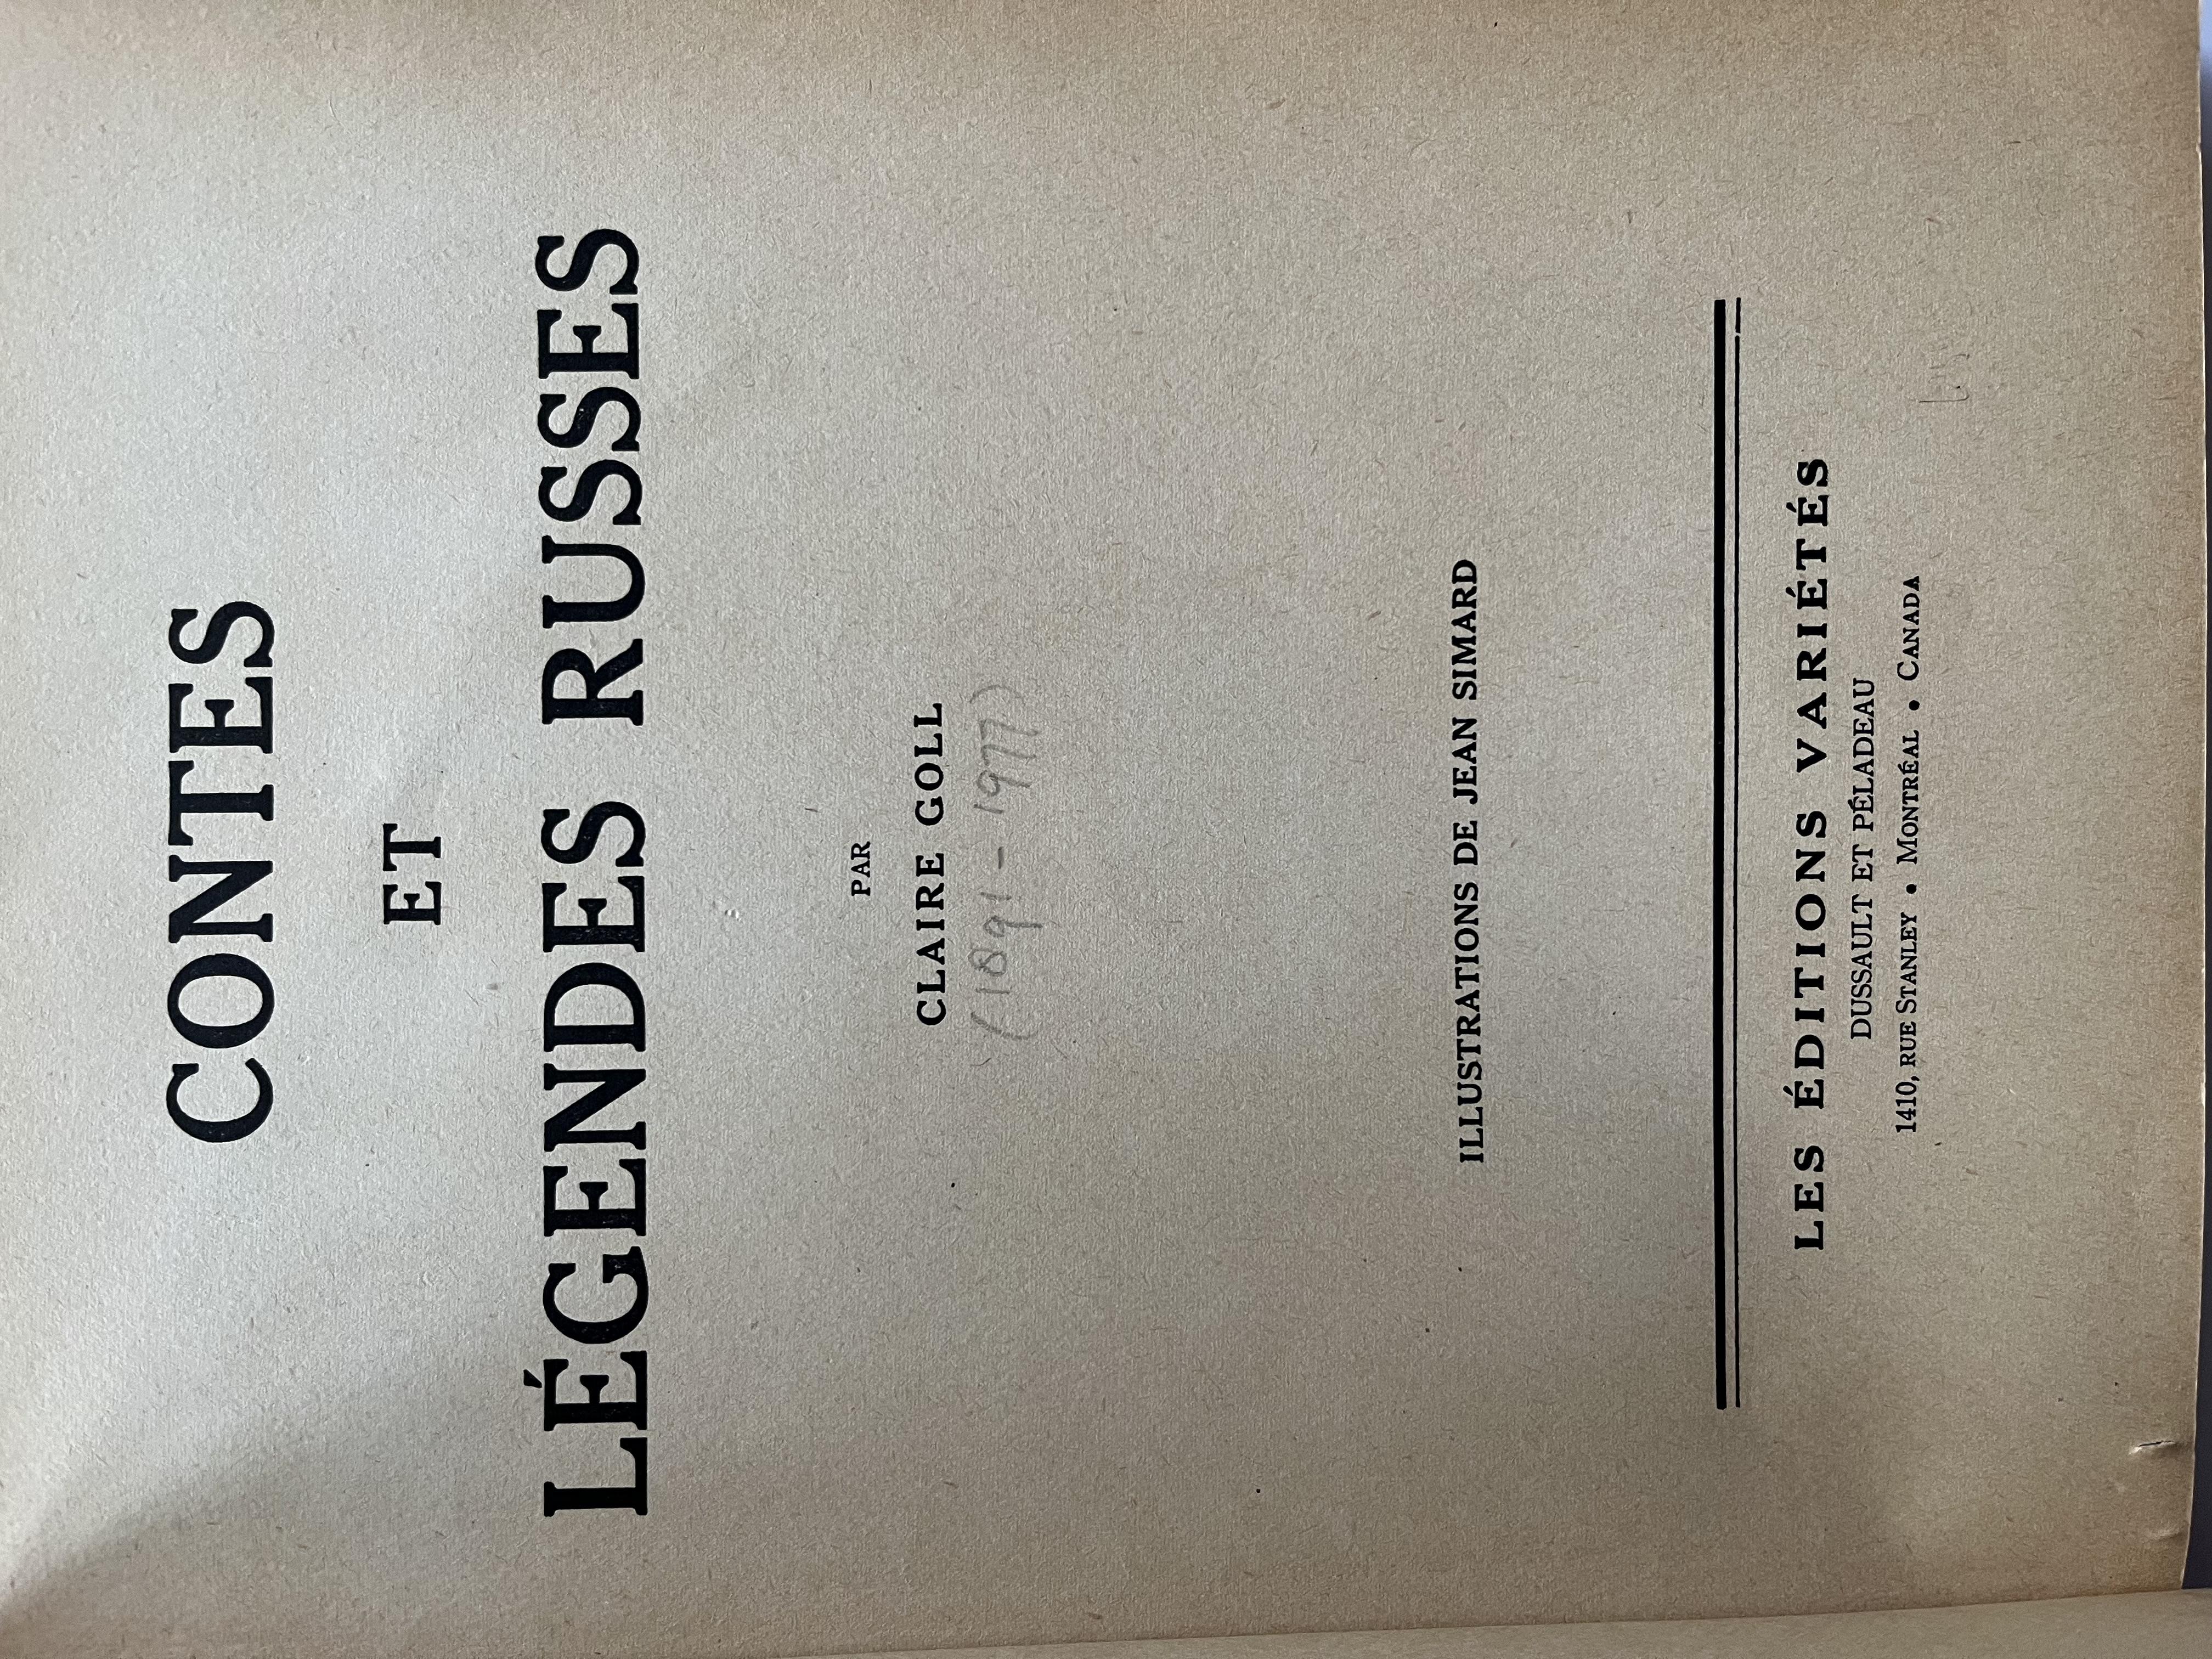 CONTES
ET
LÉGENDES RUSSES
PAR
CLAIRE GOLL
(1891-1977)
ILLUSTRATIONS DE JEAN SIMARD
LES ÉDITIONS VARIÉTÉS
DUSSAULT ET PÉLADEAU
1410, RUE STANLEY • MONTRÉAL • CANADA